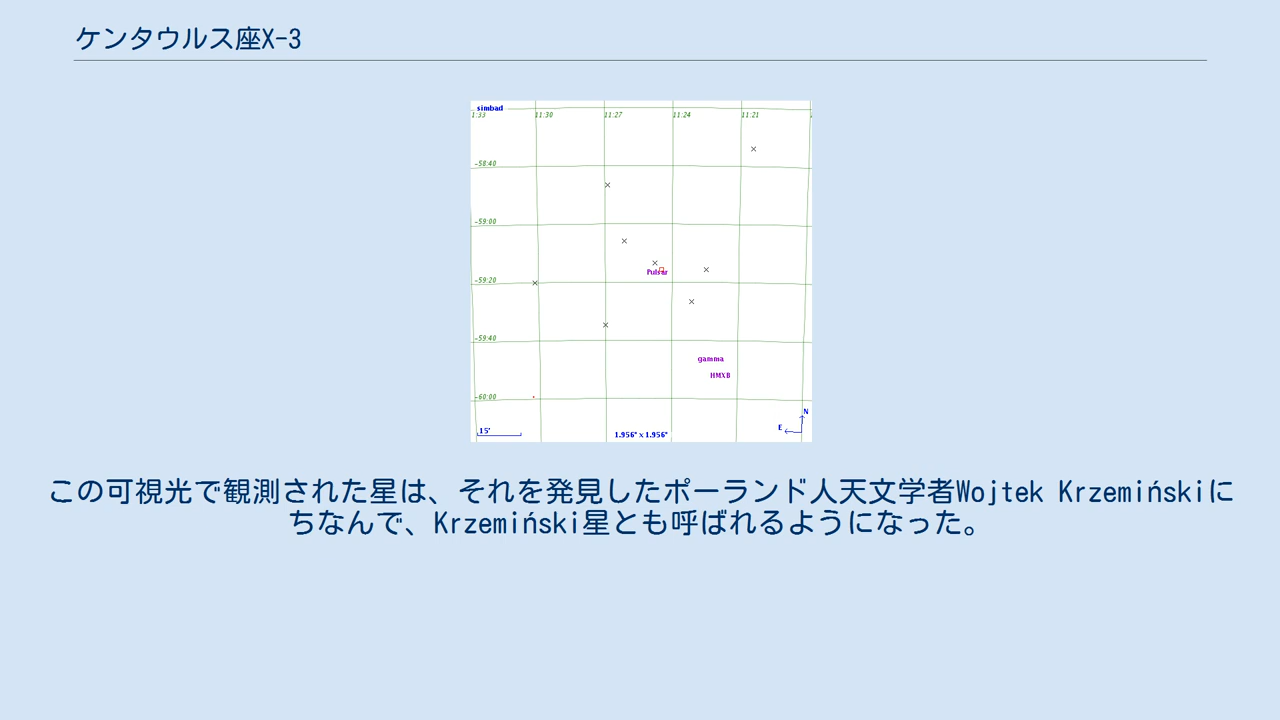 ケンタウルス座X-3
simbad
1:33 11:30 11:27 11:24 11:21
-58:40
-59:00
Pulsar
-59:20
-59:40
gamma
HMXB
-60:00
N
E
15'
1.956° x 1.956°
この可視光で観測された星は、それを発見したポーランド人天文学者Wojtek Krzemińskiに
ちなんで、Krzemiński星とも呼ばれるようになった。